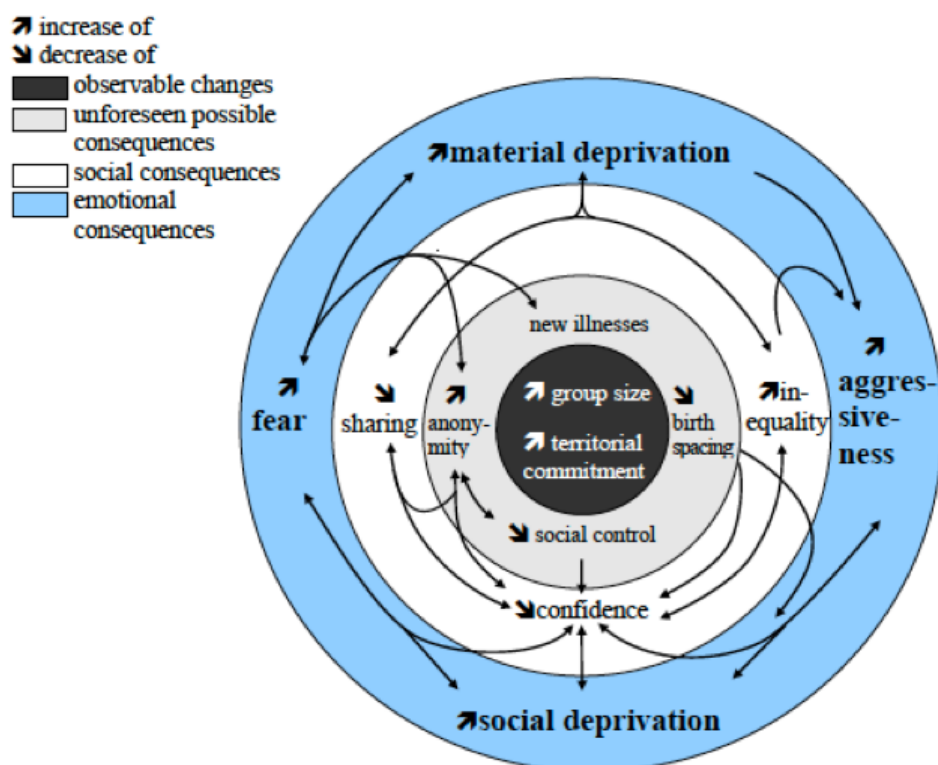 ↗ increase of
↘ decrease of
observable changes
unforeseen possible
consequences
social consequences
emotional
consequences
↗material deprivation
new illnesses
↗
fear
↘
sharing
↗
anony-
mity
↗ group size
↗ territorial
commitment
↘
birth
spacing
↗in-
equality
↗
aggres-
sive-
ness
↘ social control
↘confidence
↗social deprivation